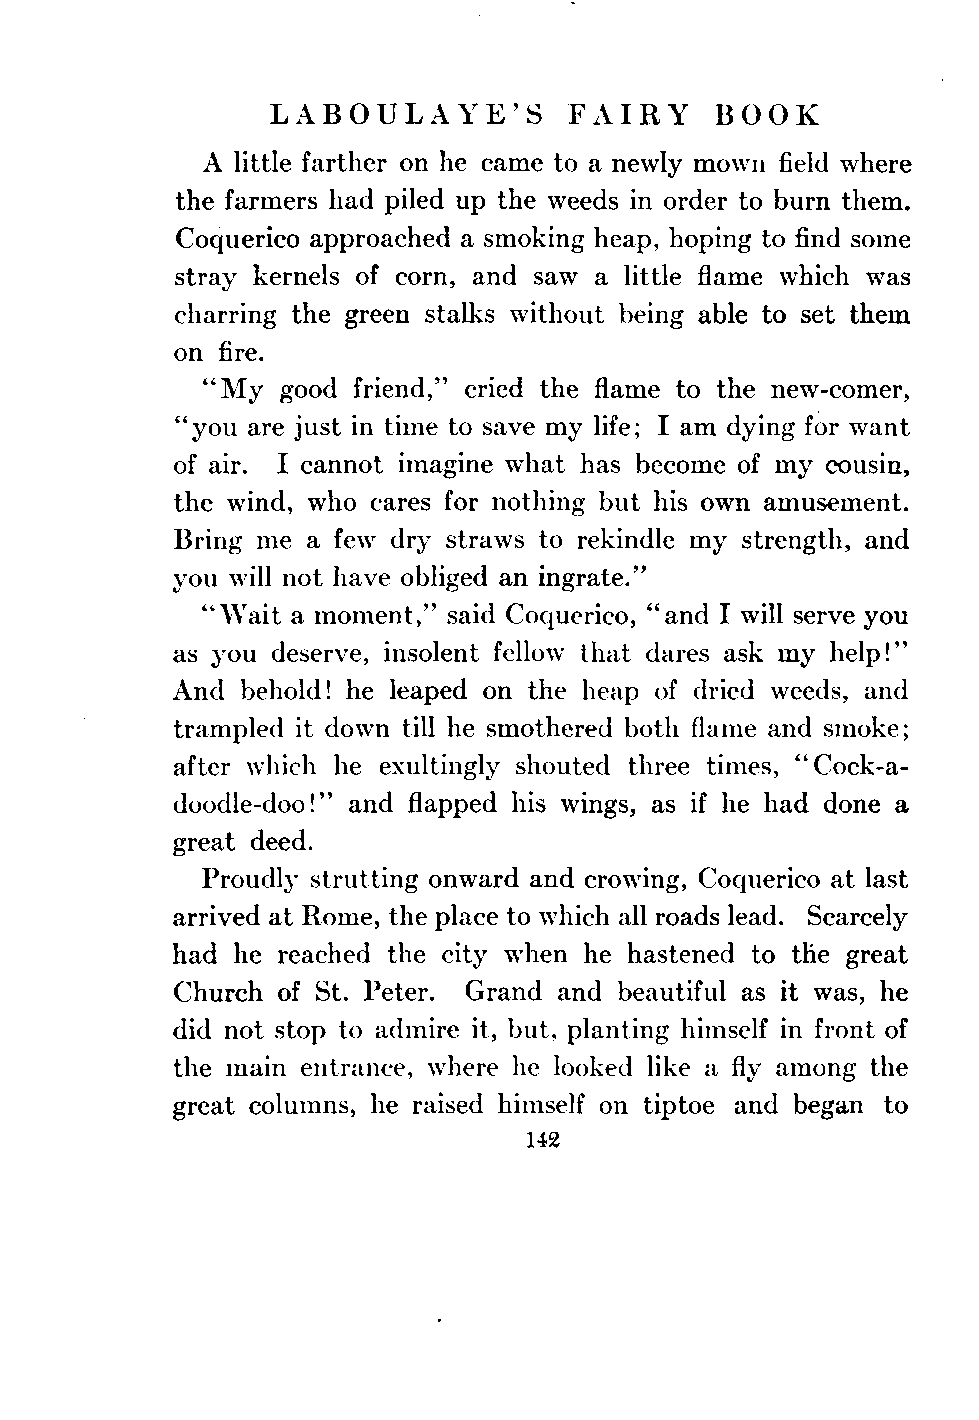 LABOULAYE'S FAIRY BOOK
A little farther on he came to a newly mown field where
the farmers had piled up the weeds in order to burn them.
Coquerico approached a smoking heap, hoping to find some
stray kernels of corn, and saw a little flame which was
charring the green stalks without being able to set them
on fire.
“My good friend,” cried the flame to the new-comer,
“you are just in time to save my life; I am dying for want
of air. I cannot imagine what has become of my cousin,
the wind, who cares for nothing but his own amusement.
Bring me a few dry straws to rekindle my strength, and
you will not have obliged an ingrate.”
“Wait a moment,” said Coquerico, “and I will serve you
as you deserve, insolent fellow that dares ask my help!”
And behold! he leaped on the heap of dried weeds, and
trampled it down till he smothered both flame and smoke;
after which he exultingly shouted three times, “Cock-a-
doodle-doo!” and flapped his wings, as if he had done a
great deed.
Proudly strutting onward and crowing, Coquerico at last
arrived at Rome, the place to which all roads lead. Scarcely
had he reached the city when he hastened to the great
Church of St. Peter. Grand and beautiful as it was, he
did not stop to admire it, but, planting himself in front of
the main entrance, where he looked like a fly among the
great columns, he raised himself on tiptoe and began to
142